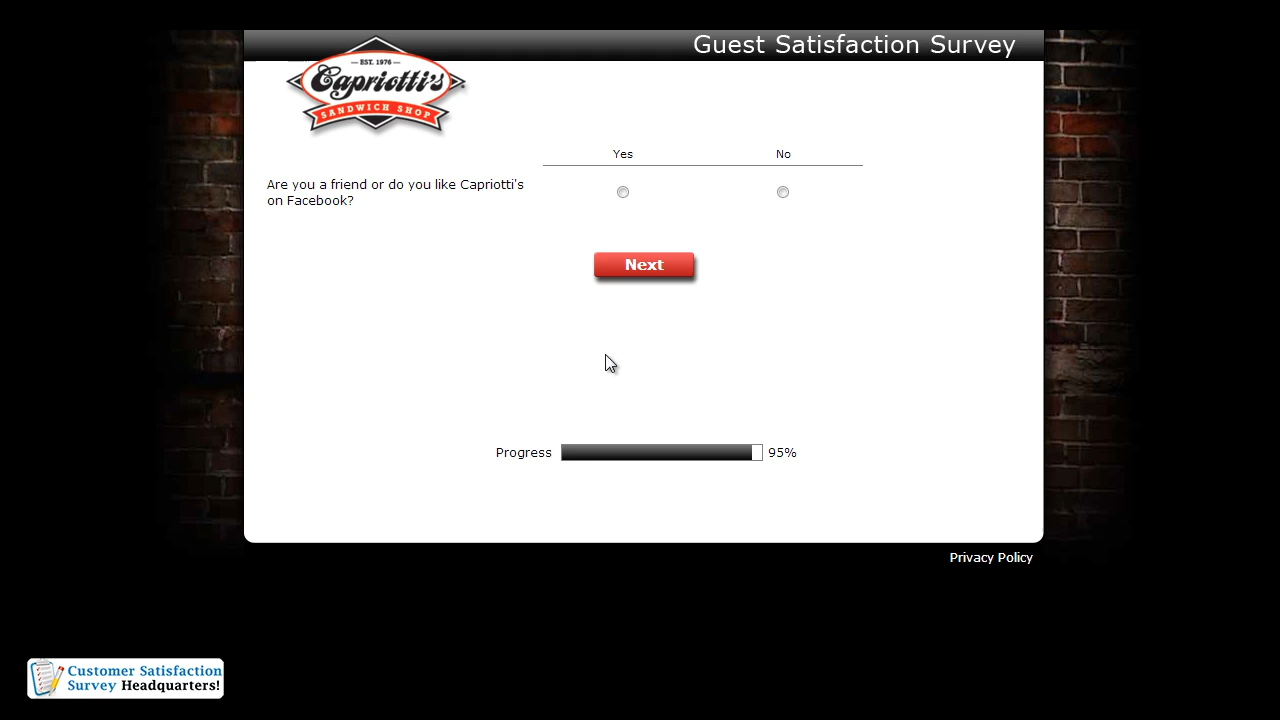 Guest Satisfaction Survey
EST. 1976
Capriotti's
SANDWICH SHOP
Yes No
Are you a friend or do you like Capriotti's
on Facebook?
Next
Progress 95%
Privacy Policy
Customer Satisfaction
Survey Headquarters!